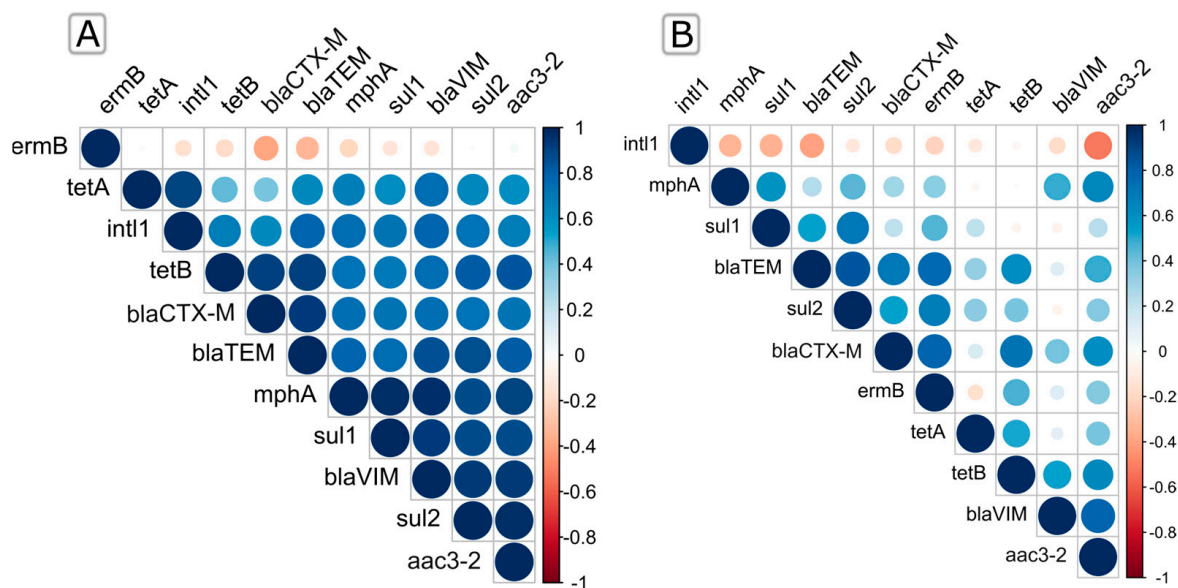 A
ermB
tetA
intl1
tetB
blaCTX-M
blaTEM
mphA
sul1
blaVIM
sul2
aac3-2
ermB
tetA
intl1
tetB
blaCTX-M
blaTEM
mphA
sul1
blaVIM
sul2
aac3-2
1
0.8
0.6
0.4
0.2
0
-0.2
-0.4
-0.6
-0.8
-1
B
intl1
mphA
sul1
blaTEM
sul2
blaCTX-M
ermB
tetA
tetB
blaVIM
aac3-2
intl1
mphA
sul1
blaTEM
sul2
blaCTX-M
ermB
tetA
tetB
blaVIM
aac3-2
1
0.8
0.6
0.4
0.2
0
-0.2
-0.4
-0.6
-0.8
-1